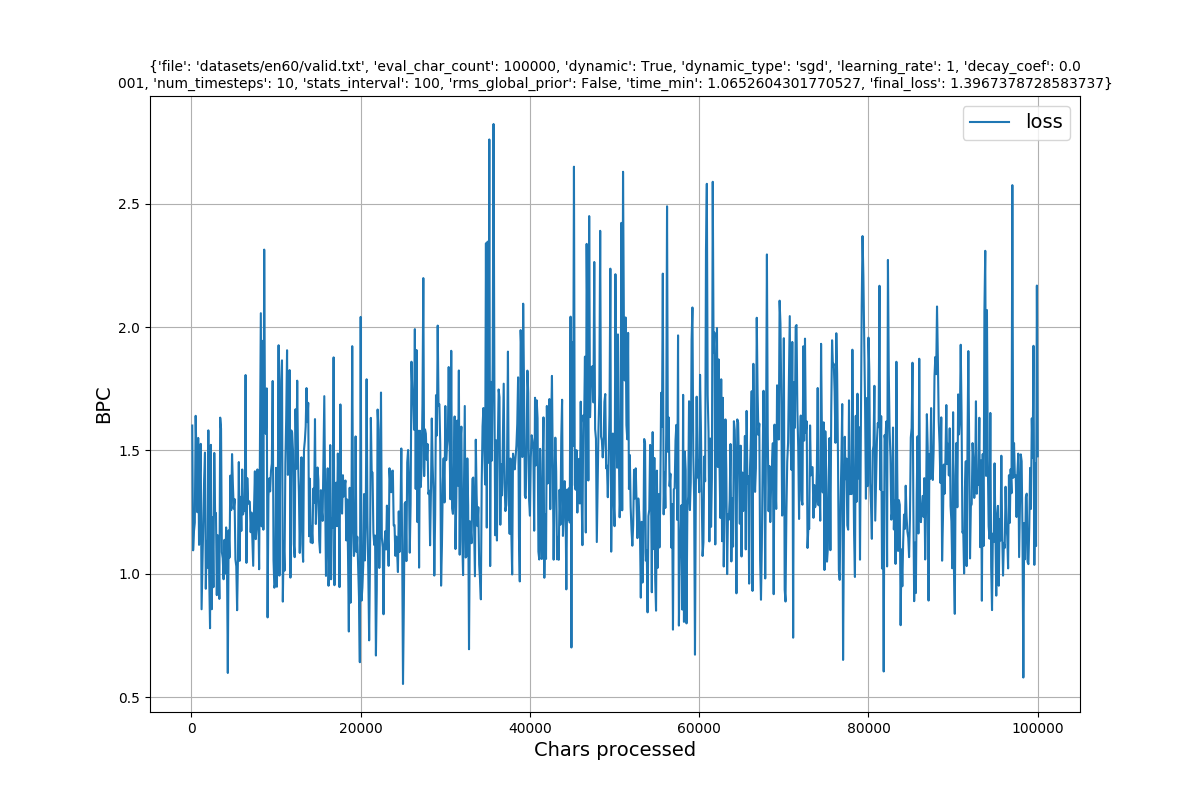 {'file': 'datasets/en60/valid.txt', 'eval_char_count': 100000, 'dynamic': True, 'dynamic_type': 'sgd', 'learning_rate': 1, 'decay_coef': 0.0
001, 'num_timesteps': 10, 'stats_interval': 100, 'rms_global_prior': False, 'time_min': 1.0652604301770527, 'final_loss': 1.3967378728583737}
loss
BPC
2.5
2.0
1.5
1.0
0.5
0 20000 40000 60000 80000 100000
Chars processed